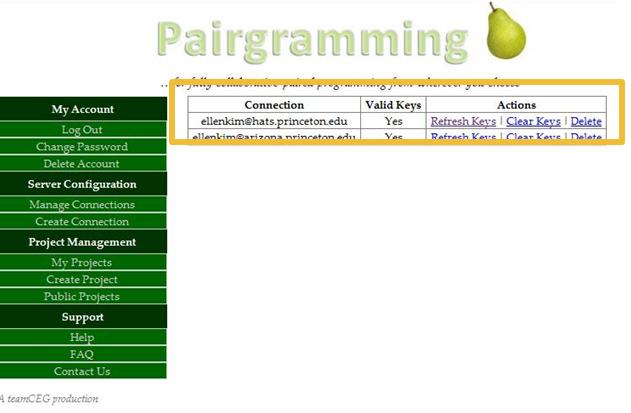 Pairgramming
...for fully collaborative paired programming from wherever you choose
Connection Valid Keys Actions
ellenkim@hats.princeton.edu Yes Refresh Keys | Clear Keys | Delete
ellenkim@arizona.princeton.edu Yes Refresh Keys | Clear Keys | Delete
My Account
Log Out
Change Password
Delete Account
Server Configuration
Manage Connections
Create Connection
Project Management
My Projects
Create Project
Public Projects
Support
Help
FAQ
Contact Us
A teamCEG production